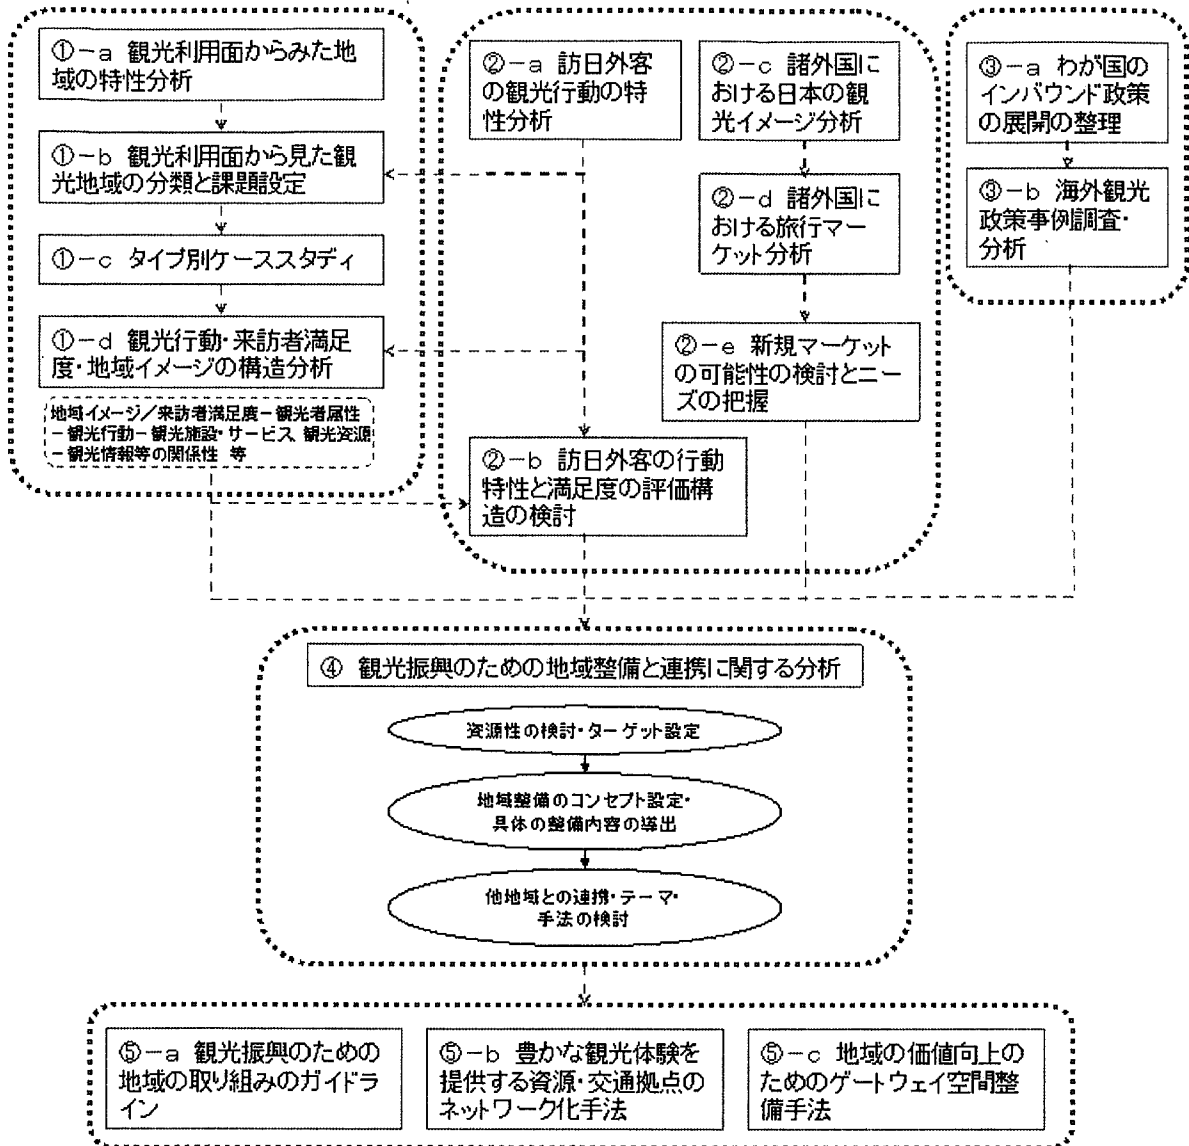 ①－a 観光利用面からみた地
域の特性分析
①－b 観光利用面から見た観
光地域の分類と課題設定
①－c タイプ別ケーススタディ
①－d 観光行動・来訪者満足
度・地域イメージの構造分析
地域イメージ／来訪者満足度－観光者属性
－観光行動－観光施設・サービス、観光資源
－観光情報等の関係性 等
②－a 訪日外客
の観光行動の特
性分析
②－c 諸外国に
おける日本の観
光イメージ分析
②－d 諸外国に
おける旅行マー
ケット分析
②－e 新規マーケット
の可能性の検討とニー
ズの把握
②－b 訪日外客の行動
特性と満足度の評価構
造の検討
③－a わが国の
インバウンド政策
の展開の整理
③－b 海外観光
政策事例調査・
分析
④ 観光振興のための地域整備と連携に関する分析
資源性の検討・ターゲット設定
地域整備のコンセプト設定・
具体の整備内容の導出
他地域との連携・テーマ・
手法の検討
⑤－a 観光振興のための
地域の取り組みのガイドラ
イン
⑤－b 豊かな観光体験を
提供する資源・交通拠点の
ネットワーク化手法
⑤－c 地域の価値向上の
ためのゲートウェイ空間整
備手法